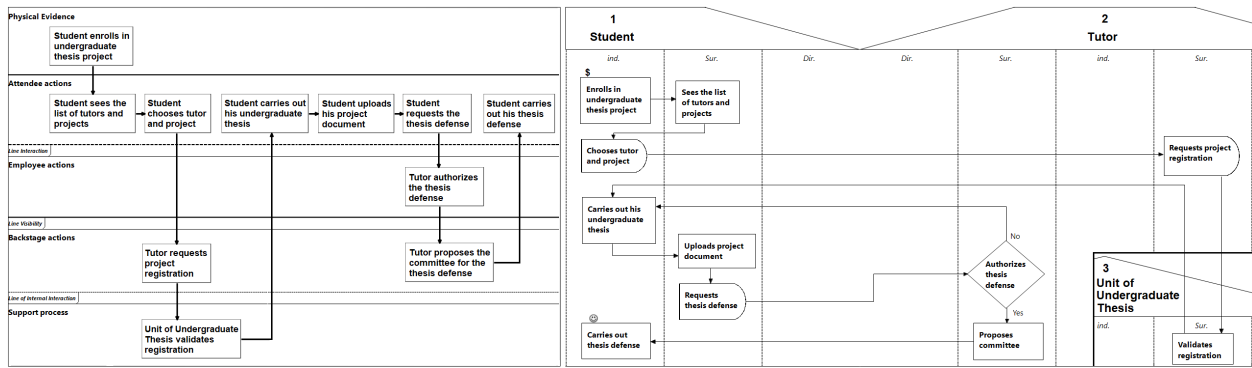 Physical Evidence
Student enrolls in
undergraduate
thesis project
Attendee actions
Student sees the
list of tutors and
projects
Student
chooses tutor
and project
Student carries out
his undergraduate
thesis
Student uploads
his project
document
Student
requests the
thesis defense
Student carries
out his thesis
defense
Line Interaction
Employee actions
Tutor authorizes
the thesis
defense
Line Visibility
Backstage actions
Tutor requests
project
registration
Tutor proposes the
committee for the
thesis defense
Line of Internal Interaction
Support process
Unit of Undergraduate
Thesis validates
registration
1
Student
2
Tutor
ind.
Sur.
Dir.
Dir.
Sur.
ind.
Sur.
$
Enrolls in
undergraduate
thesis project
Sees the list
of tutors and
projects
Chooses tutor
and project
Requests project
registration
Carries out his
undergraduate
thesis
Uploads project
document
Requests
thesis defense
No
Authorizes
thesis
defense
Yes
Carries out
thesis defense
Proposes
committee
3
Unit of
Undergraduate
Thesis
ind.
Sur.
Validates
registration